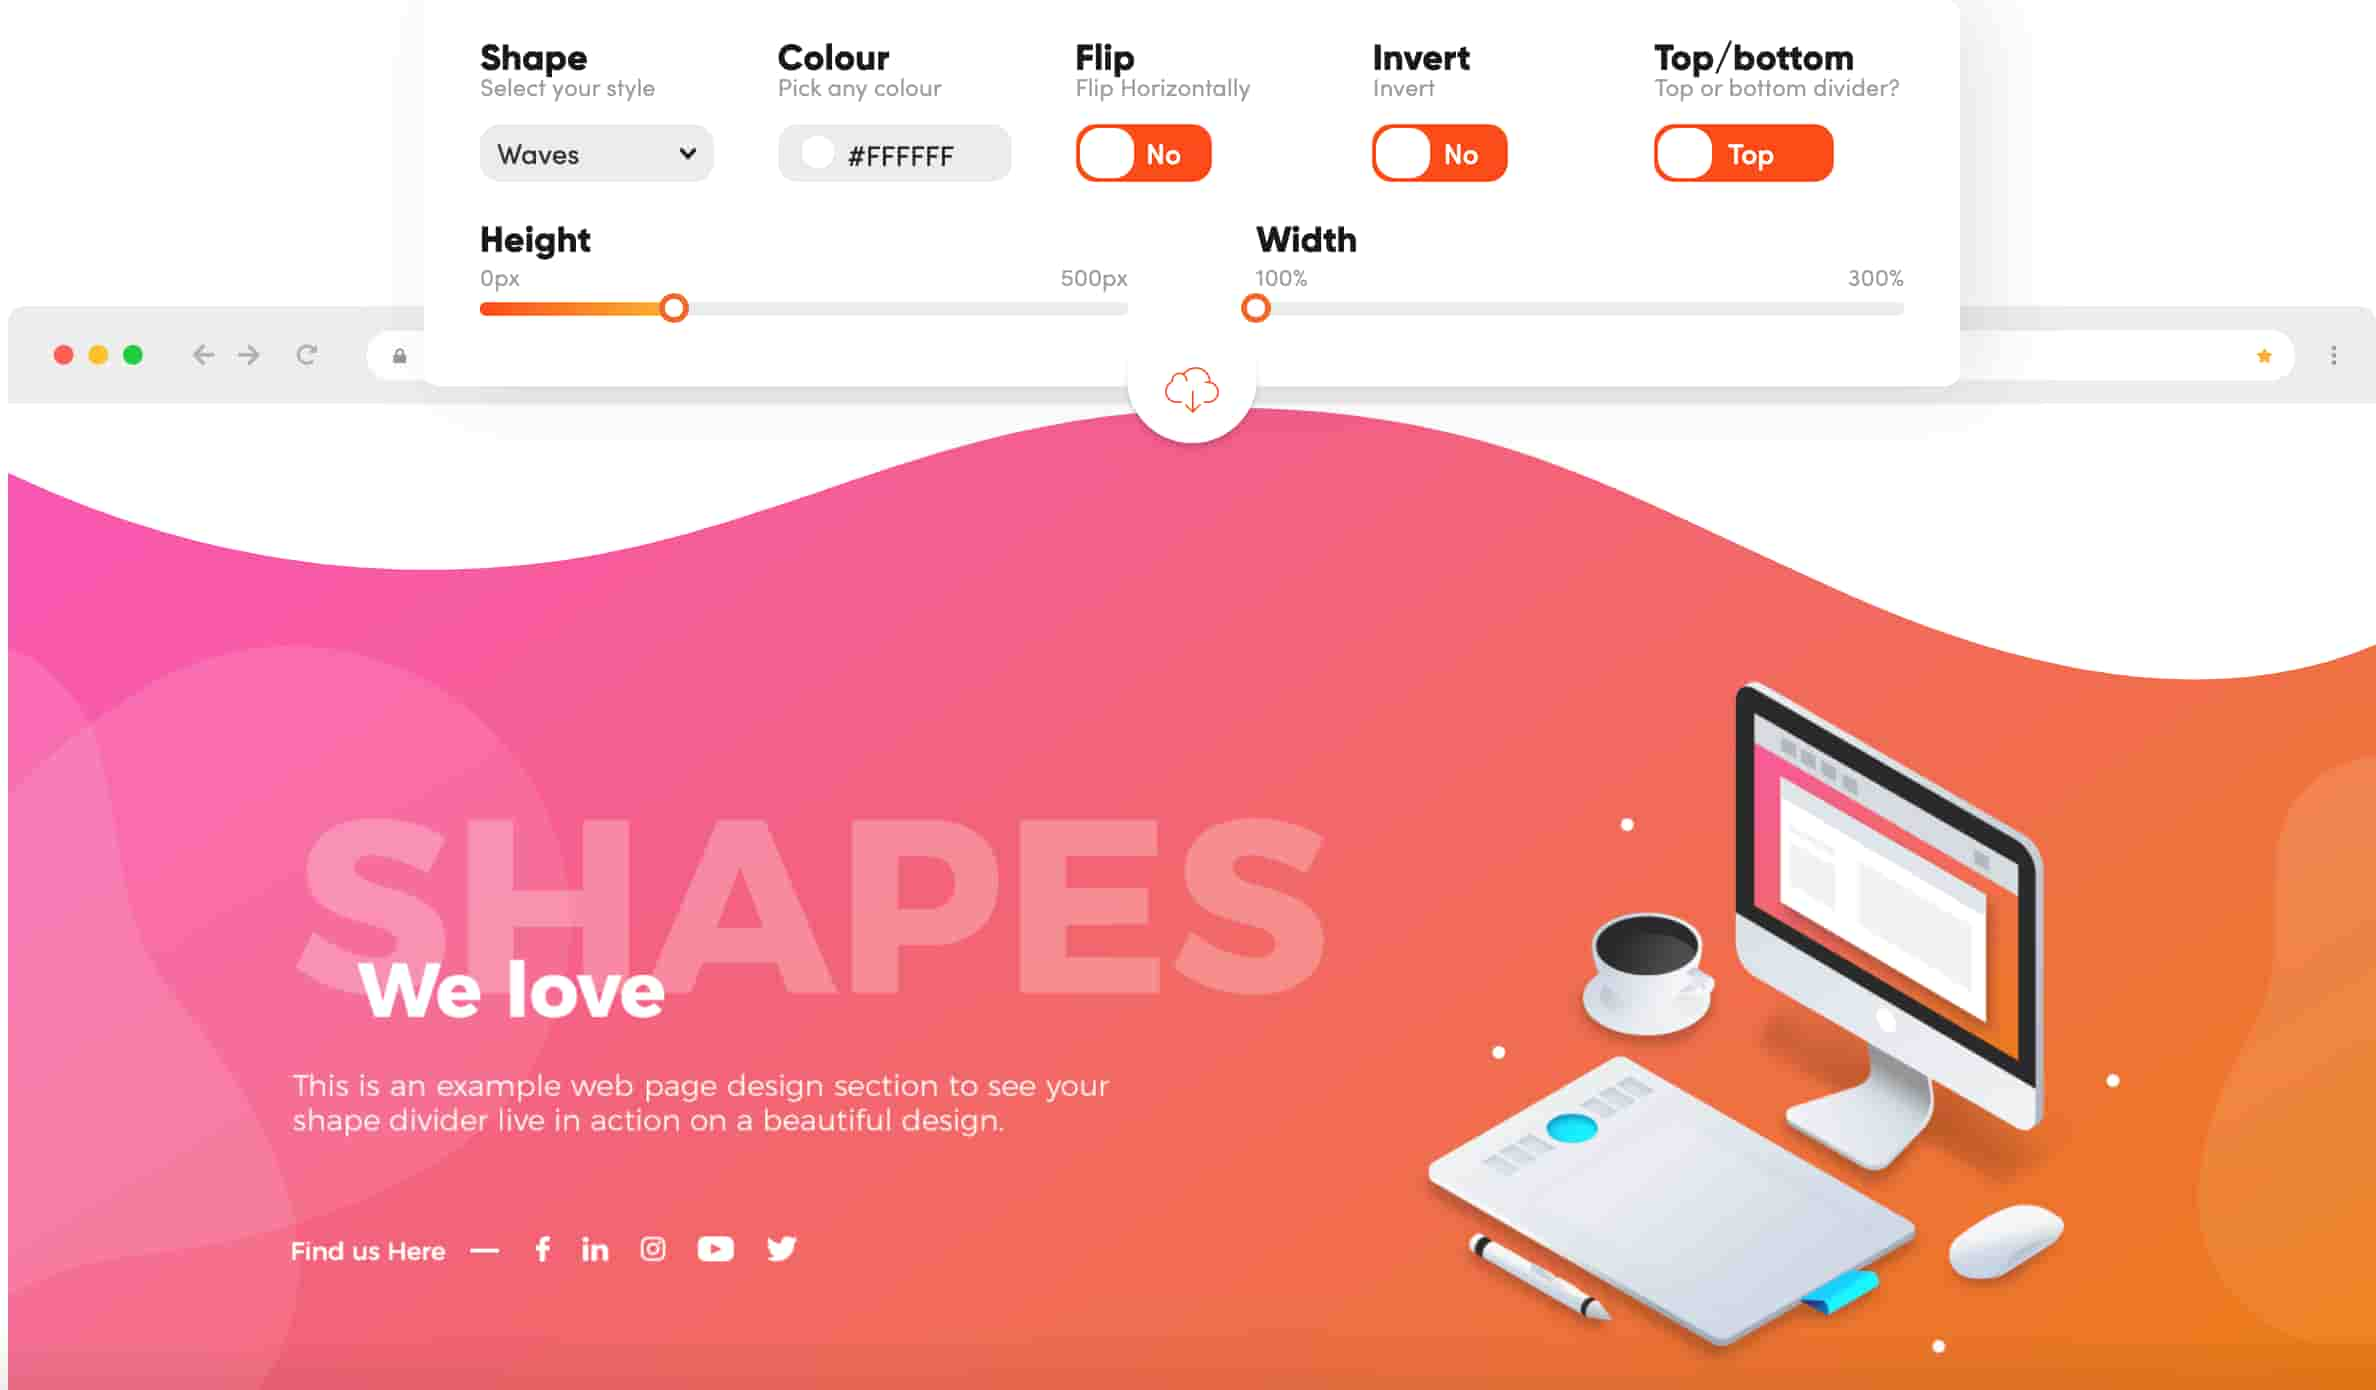 Shape
Select your style
Waves
Colour
Pick any colour
#FFFFFF
Flip
Flip Horizontally
No
Invert
Invert
No
Top/bottom
Top or bottom divider?
Top
Height
0px 500px
Width
100% 300%
SHAPES
We love
This is an example web page design section to see your
shape divider live in action on a beautiful design.
Find us Here